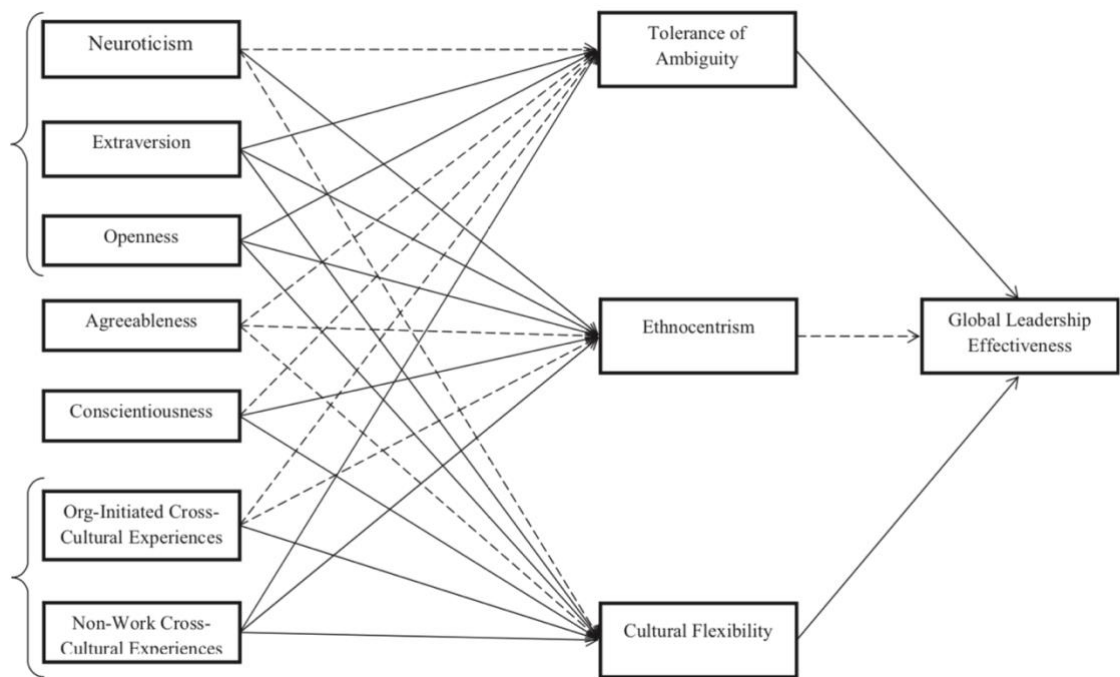 Neuroticism
Extraversion
Openness
Agreeableness
Conscientiousness
Org-Initiated Cross-
Cultural Experiences
Non-Work Cross-
Cultural Experiences
Tolerance of
Ambiguity
Ethnocentrism
Cultural Flexibility
Global Leadership
Effectiveness